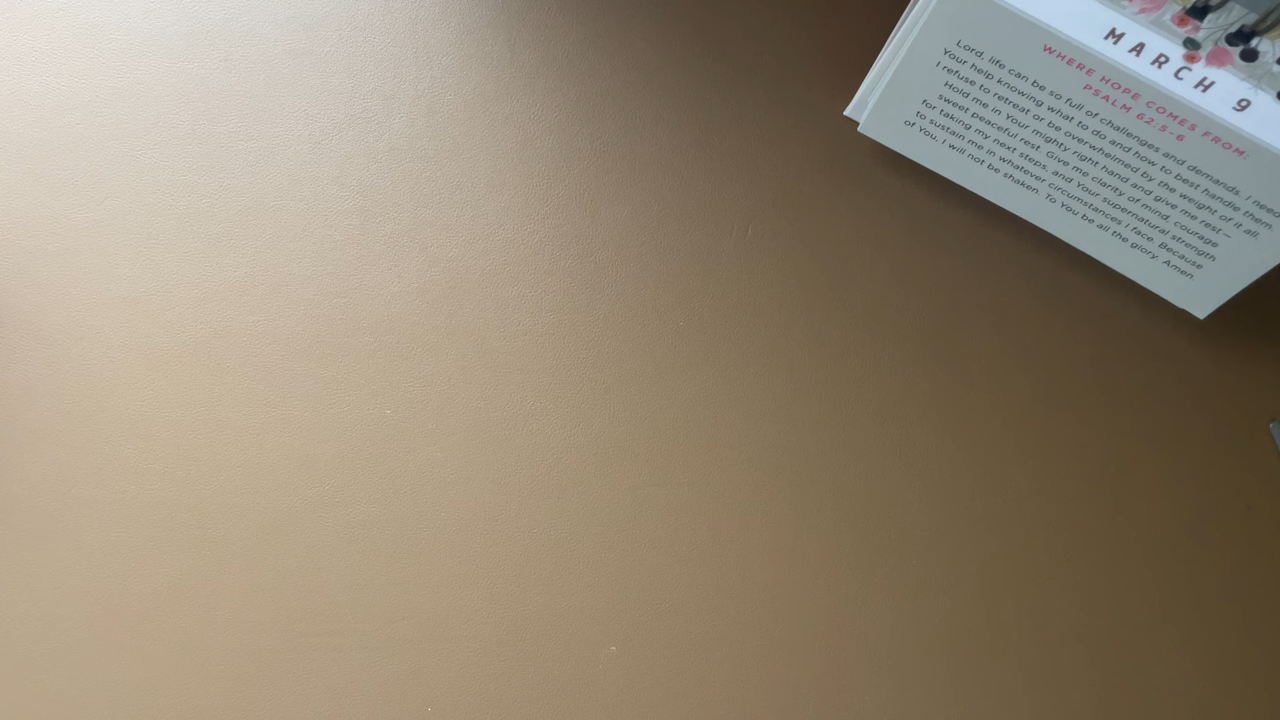 MARCH 9
WHERE HOPE COMES FROM:
PSALM 62:5-6
Lord, life can be so full of challenges and demands. I need
Your help knowing what to do and how to best handle them.
I refuse to retreat or be overwhelmed by the weight of it all.
Hold me in Your mighty right hand and give me rest—
sweet peaceful rest. Give me clarity of mind, courage
for taking my next steps, and Your supernatural strength
to sustain me in whatever circumstances I face. Because
of You, I will not be shaken. To You be all the glory. Amen.